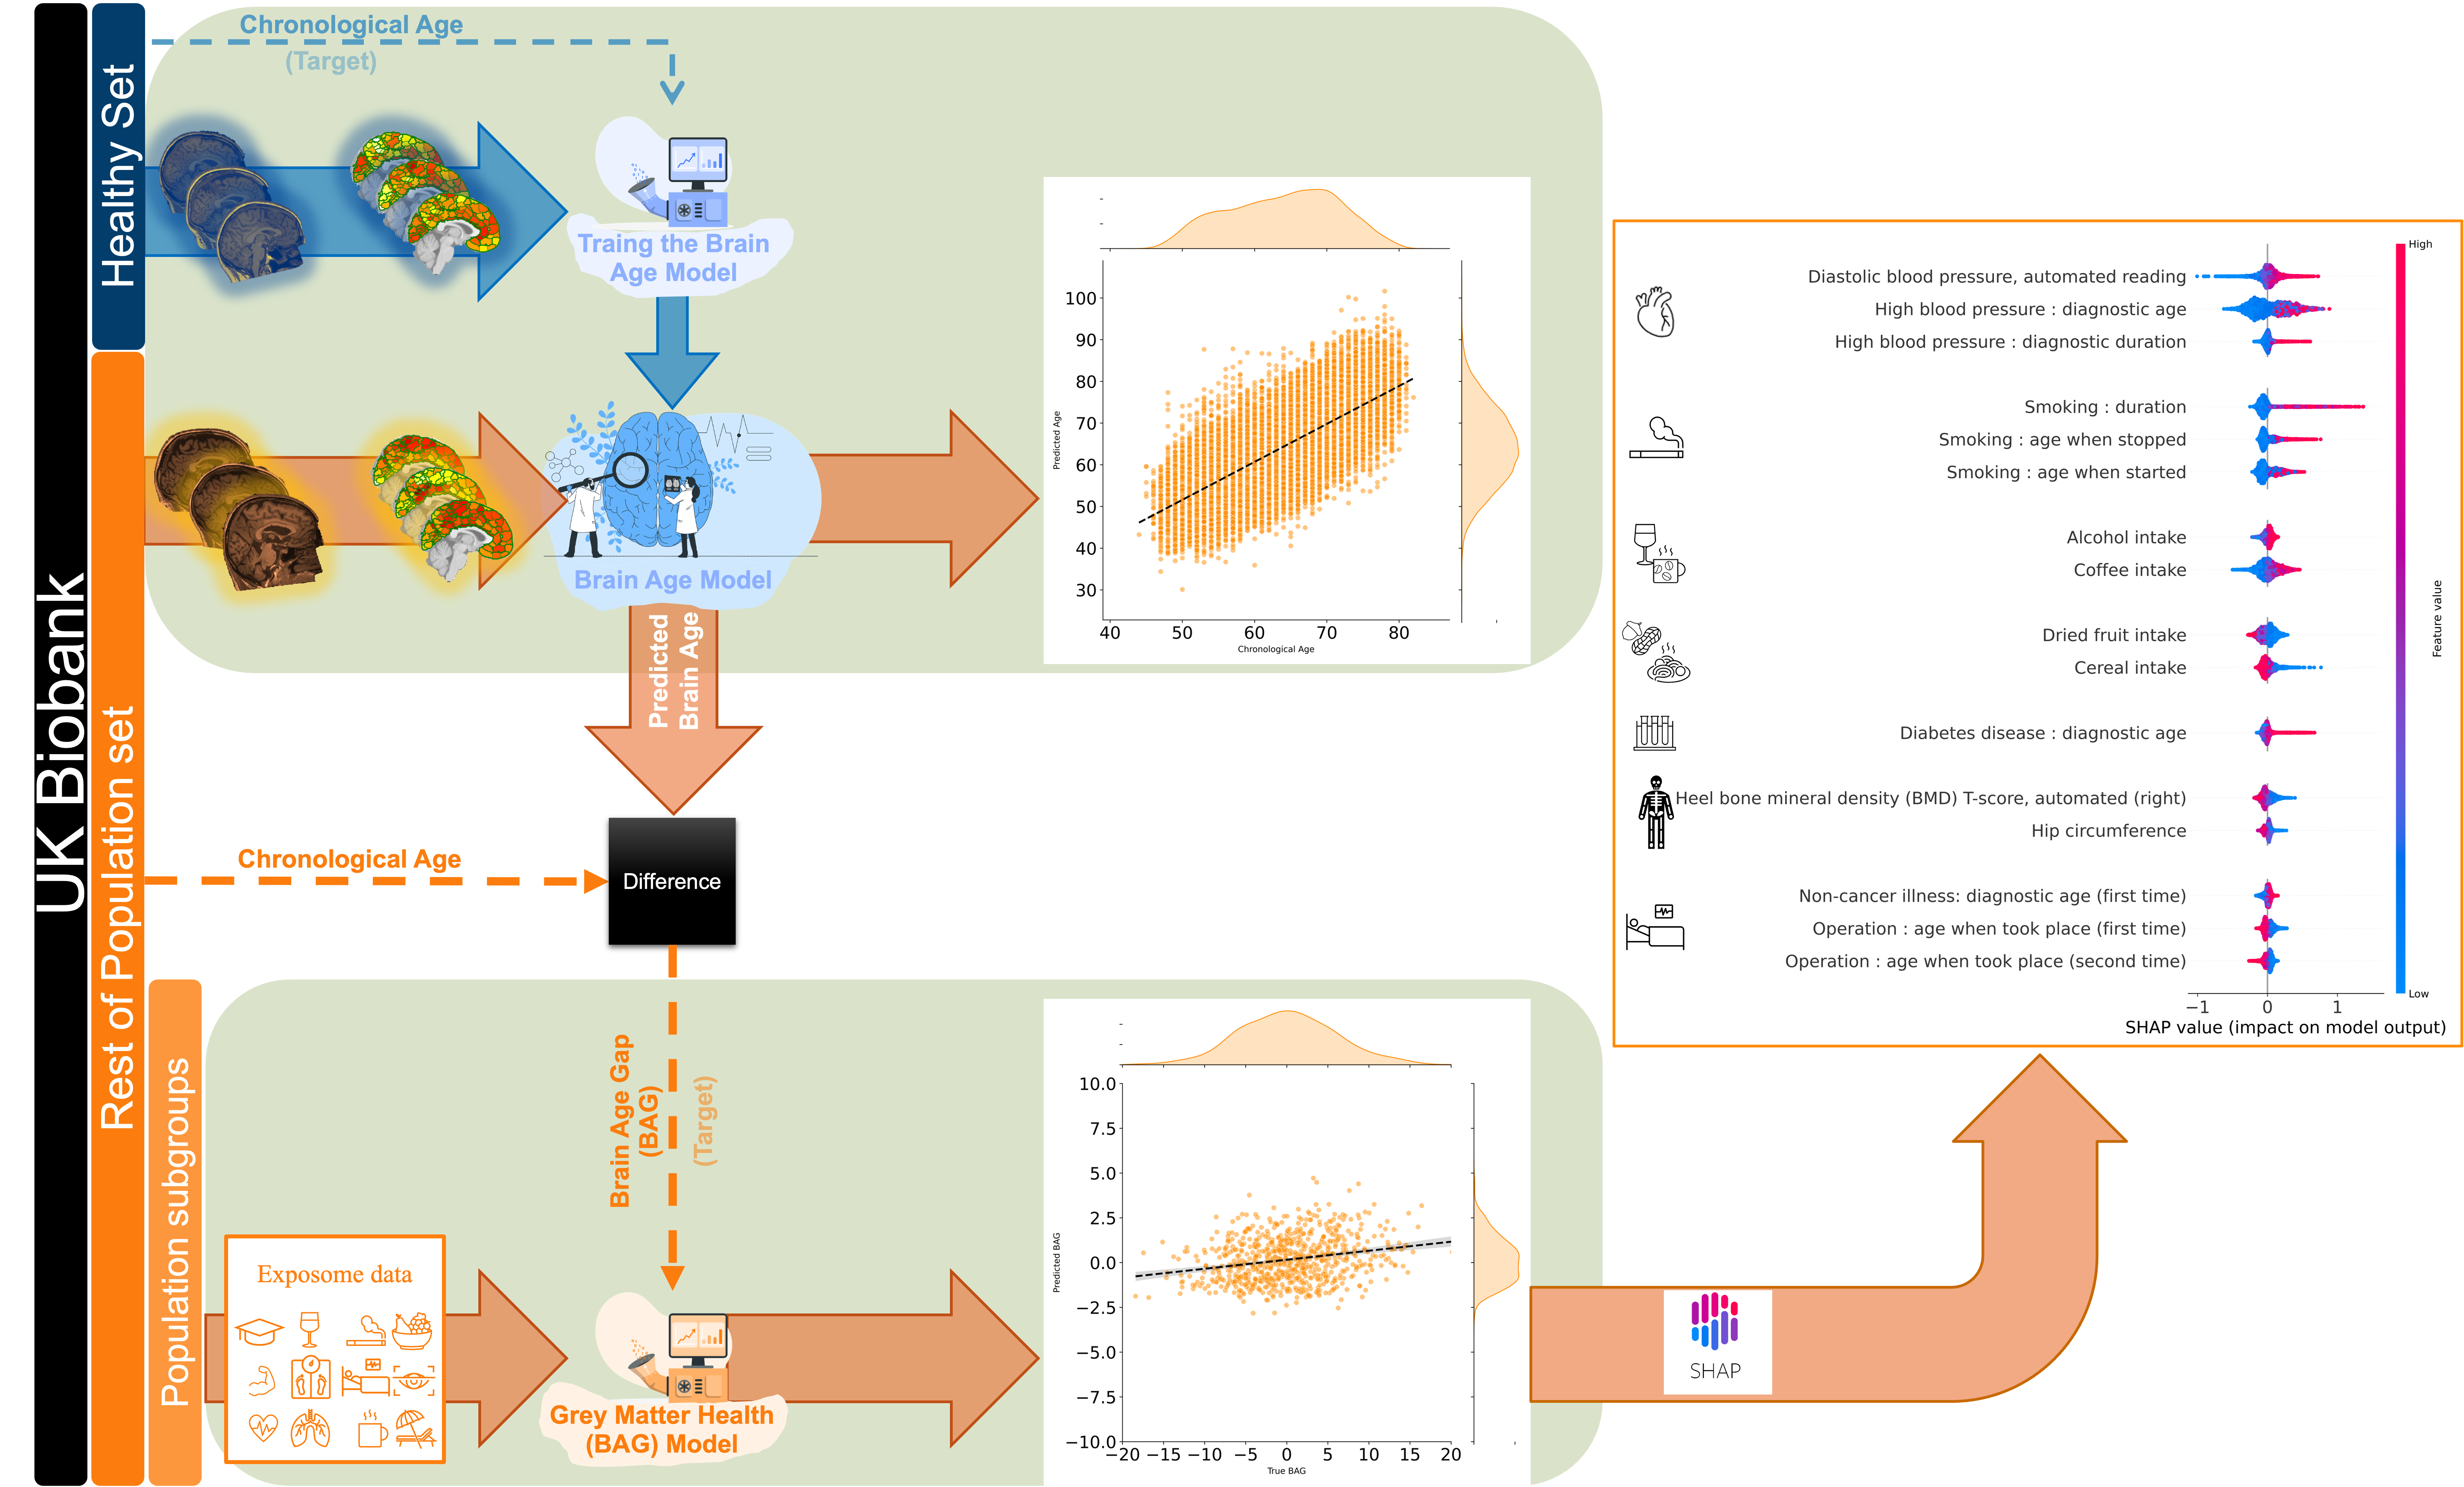 UK Biobank
Healthy Set
Rest of Population set
Population subgroups
Chronological Age
(Target)
Traing the Brain
Age Model
Brain Age Model
Predicted
Brain Age
Chronological Age
Difference
Brain Age Gap
(BAG)
(Target)
Exposome data
Grey Matter Health
(BAG) Model
100
90
80
70
60
50
40
30
Predicted Age
40 50 60 70 80
Chronological Age
10.0
7.5
5.0
2.5
0.0
−2.5
−5.0
−7.5
−10.0
Predicted BAG
−20 −15 −10 −5 0 5 10 15 20
True BAG
SHAP
Diastolic blood pressure, automated reading
High blood pressure : diagnostic age
High blood pressure : diagnostic duration
Smoking : duration
Smoking : age when stopped
Smoking : age when started
Alcohol intake
Coffee intake
Dried fruit intake
Cereal intake
Diabetes disease : diagnostic age
Heel bone mineral density (BMD) T-score, automated (right)
Hip circumference
Non-cancer illness: diagnostic age (first time)
Operation : age when took place (first time)
Operation : age when took place (second time)
−1 0 1
SHAP value (impact on model output)
High
Feature value
Low